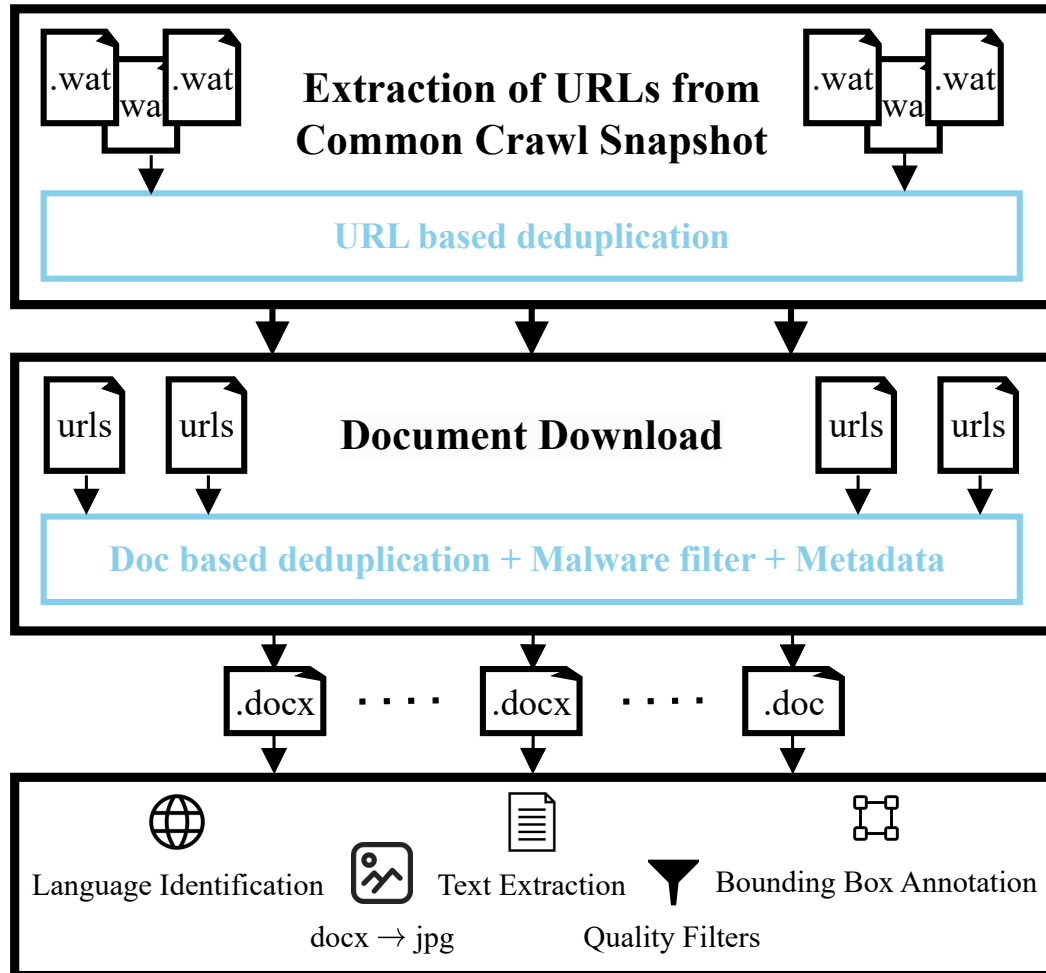 .wat
wa
.wat
Extraction of URLs from
Common Crawl Snapshot
.wat
wa
.wat
URL based deduplication
urls
urls
Document Download
urls
urls
Doc based deduplication + Malware filter + Metadata
.docx
. . . .
.docx
. . . .
.doc
Language Identification
Text Extraction
Bounding Box Annotation
docx → jpg
Quality Filters